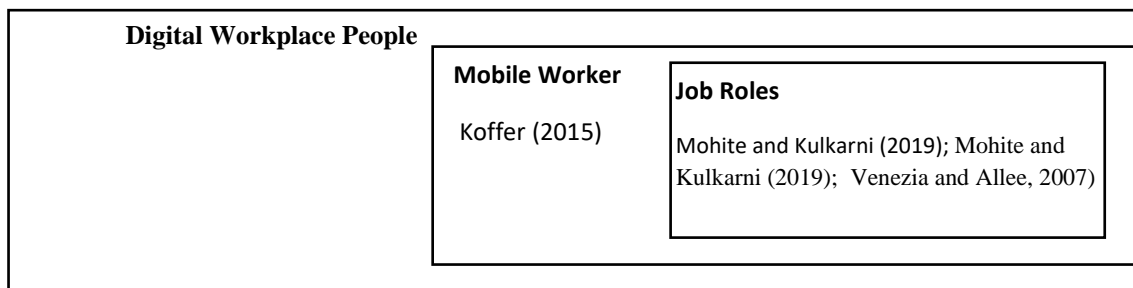 Digital Workplace People
Mobile Worker
Koffer (2015)
Job Roles
Mohite and Kulkarni (2019); Mohite and
Kulkarni (2019);  Venezia and Allee, 2007)